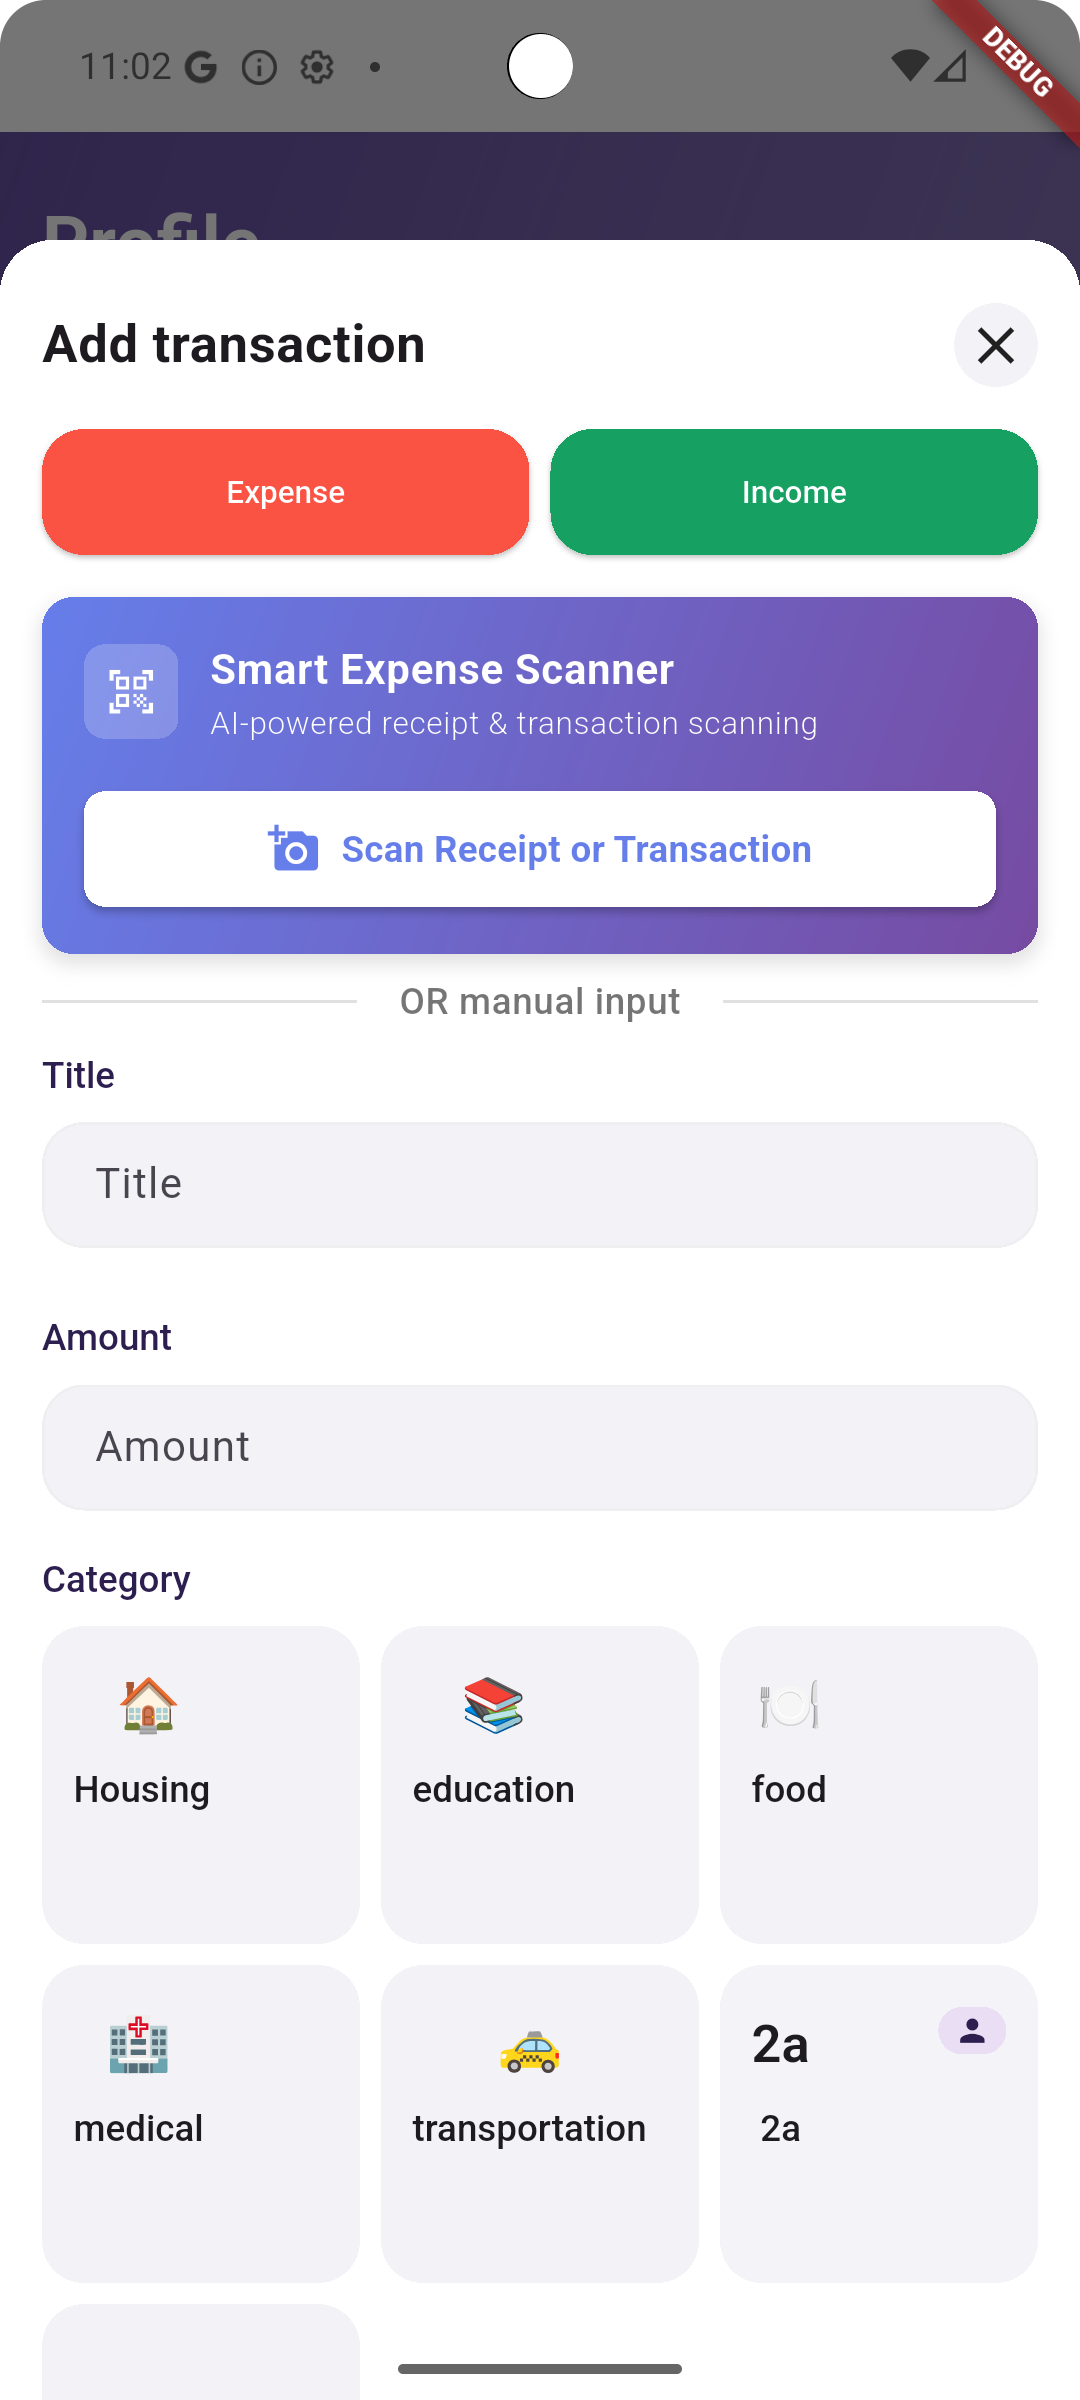 11:02
DEBUG
Profile
Add transaction
Expense
Income
Smart Expense Scanner
AI-powered receipt & transaction scanning
Scan Receipt or Transaction
OR manual input
Title
Title
Amount
Amount
Category
Housing
education
food
medical
transportation
2a
2a